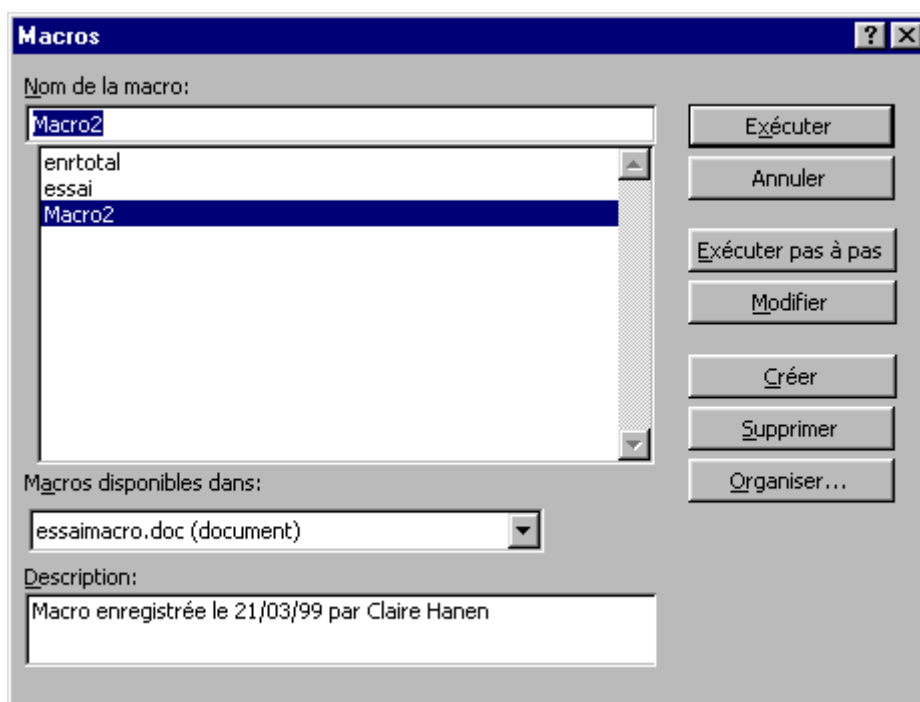 Macros
Nom de la macro:
Macro2
enrtotal
essai
Macro2
Exécuter
Annuler
Exécuter pas à pas
Modifier
Créer
Supprimer
Organiser...
Macros disponibles dans:
essaimacro.doc (document)
Description:
Macro enregistrée le 21/03/99 par Claire Hanen